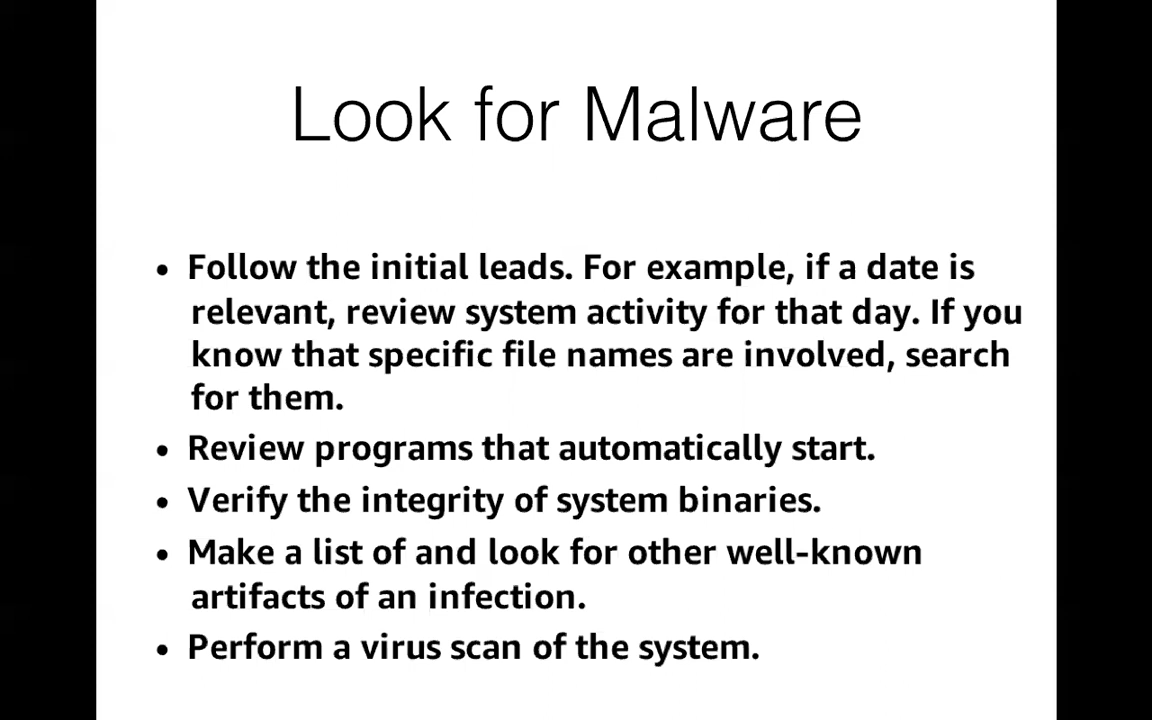 Look for Malware
• Follow the initial leads. For example, if a date is
relevant, review system activity for that day. If you
know that specific file names are involved, search
for them.
• Review programs that automatically start.
• Verify the integrity of system binaries.
• Make a list of and look for other well-known
artifacts of an infection.
• Perform a virus scan of the system.